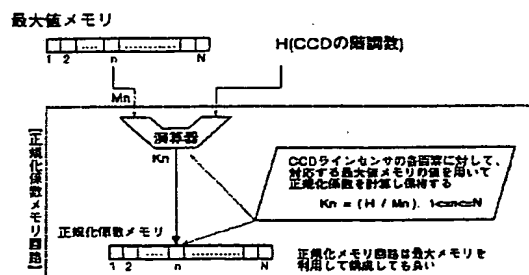 最大値メモリ
1 2 n N
H(CCDの階調数)
Mn
演算器
Kn
【正規化係数メモリ回路】
CCDラインセンサの各画素に対して、
対応する最大値メモリの値を用いて
正規化係数を計算し保持する
Kn = (H / Mn), 1<=n<=N
正規化係数メモリ
1 2 n N
正規化メモリ回路は最大メモリを
利用して構成しても良い